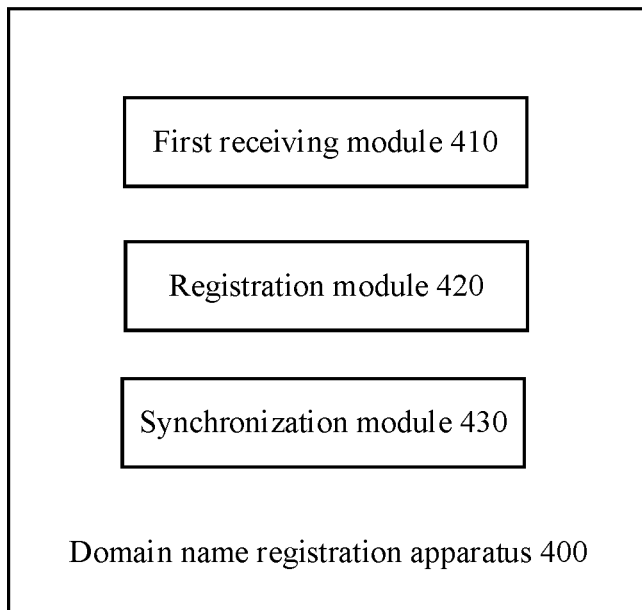 First receiving module 410
Registration module 420
Synchronization module 430
Domain name registration apparatus 400